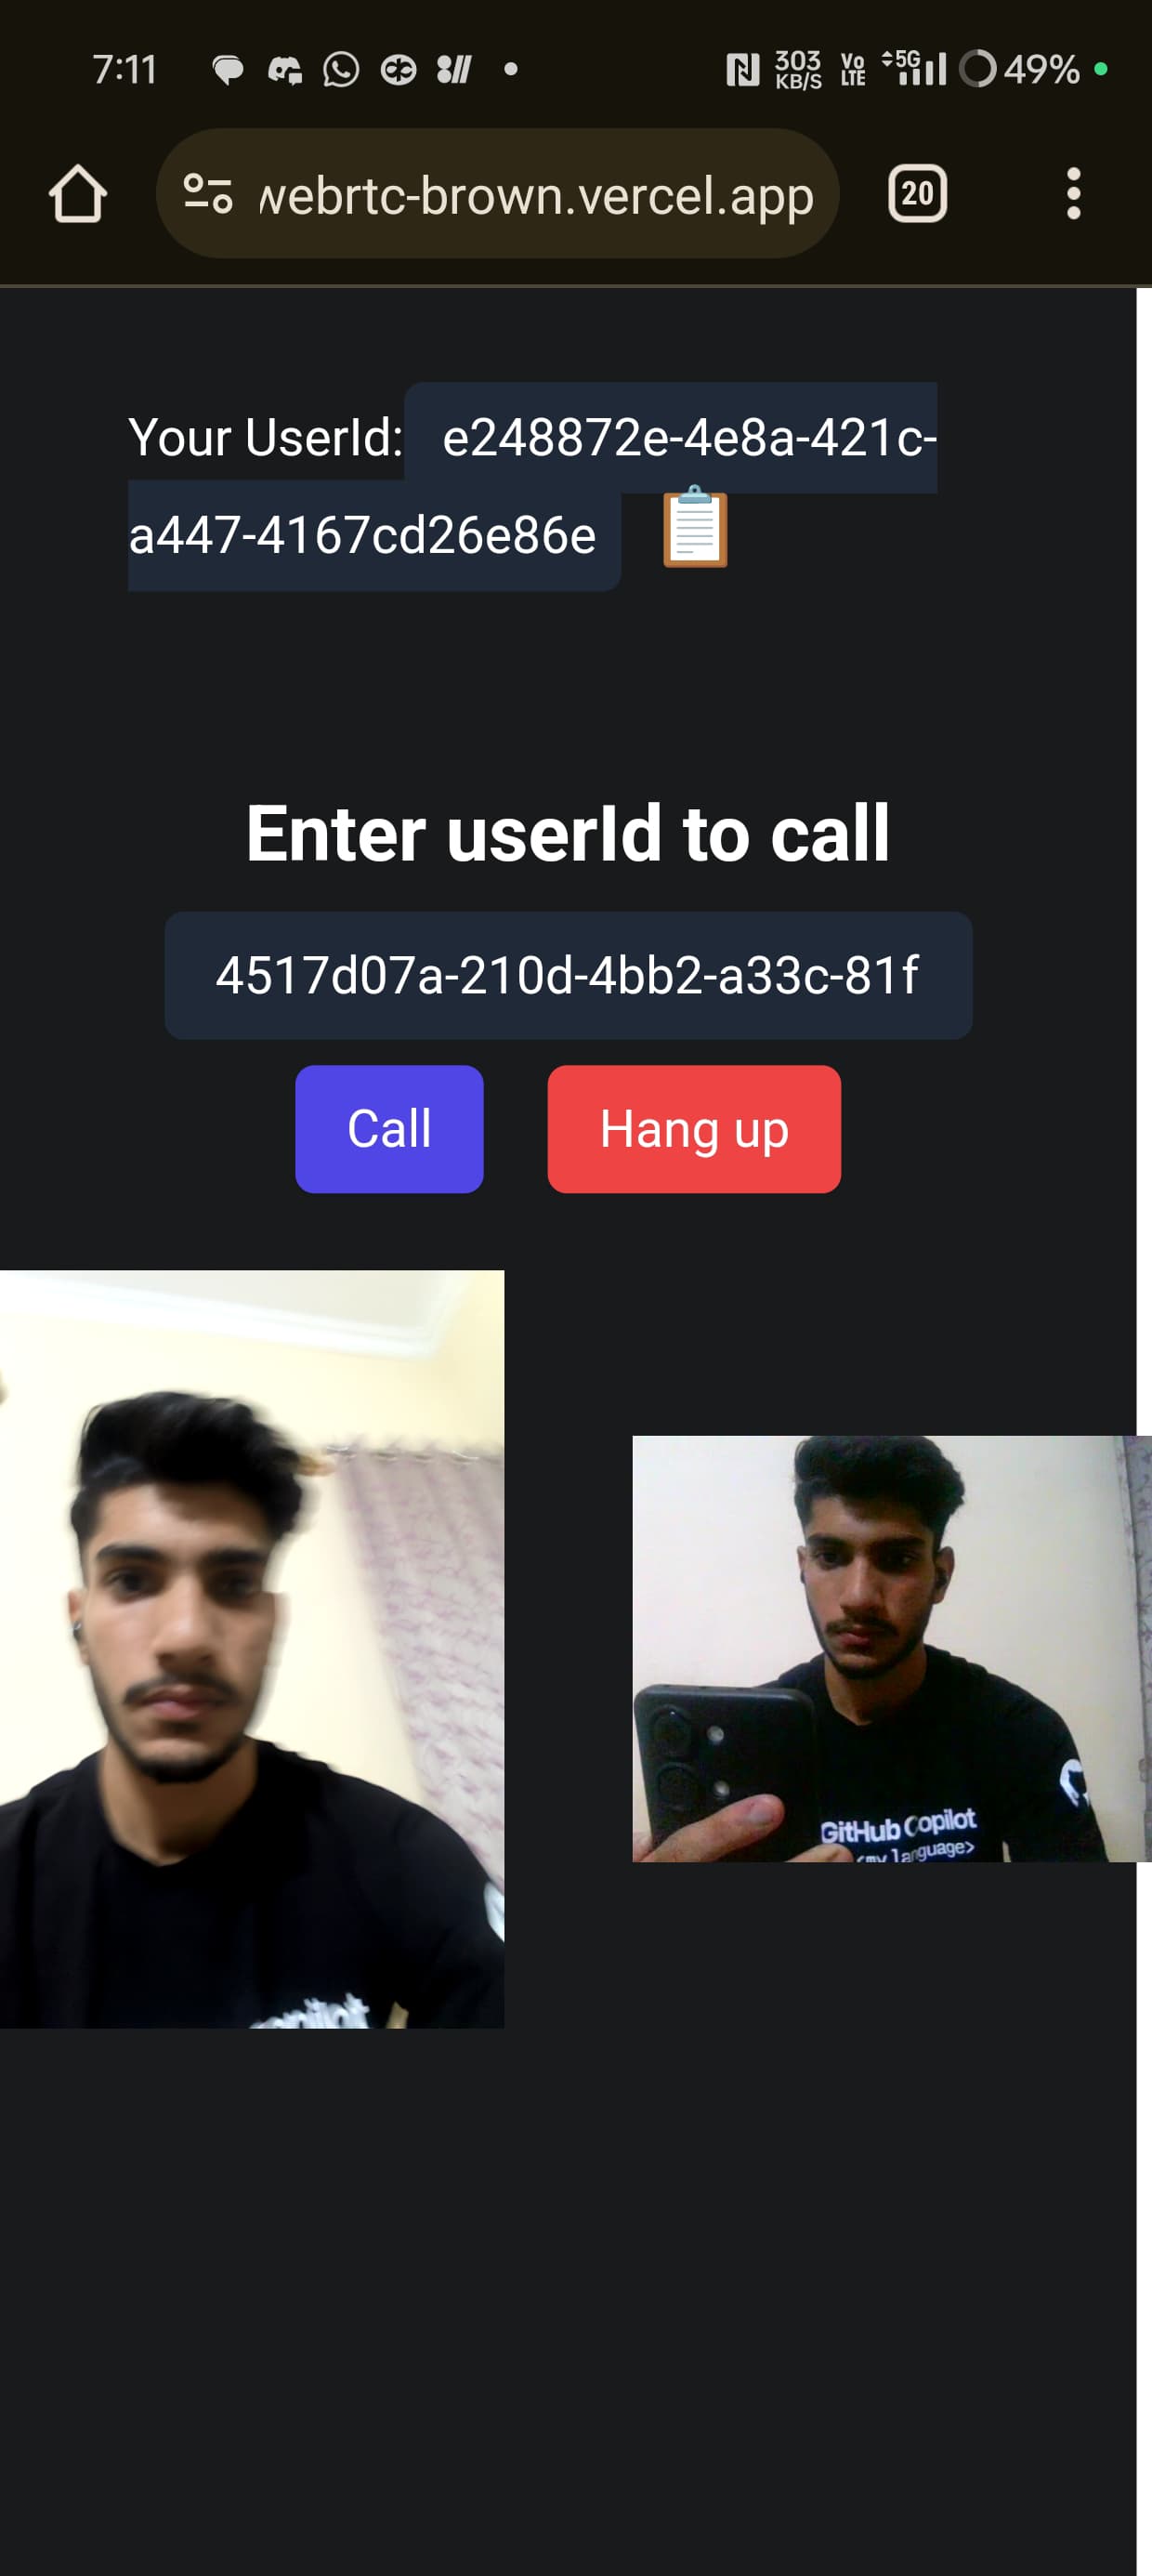 7:11
303
KB/S
Vo
LTE
5G
49%
webrtc-brown.vercel.app
20
Your UserId: e248872e-4e8a-421c-
a447-4167cd26e86e
Enter userId to call
4517d07a-210d-4bb2-a33c-81f
Call
Hang up
GitHub Copilot
<my language>